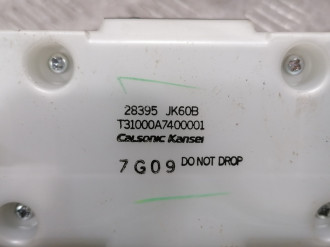 28395 JK60B
T31000A7400001
Calsonic Kansei
7G09 DO NOT DROP